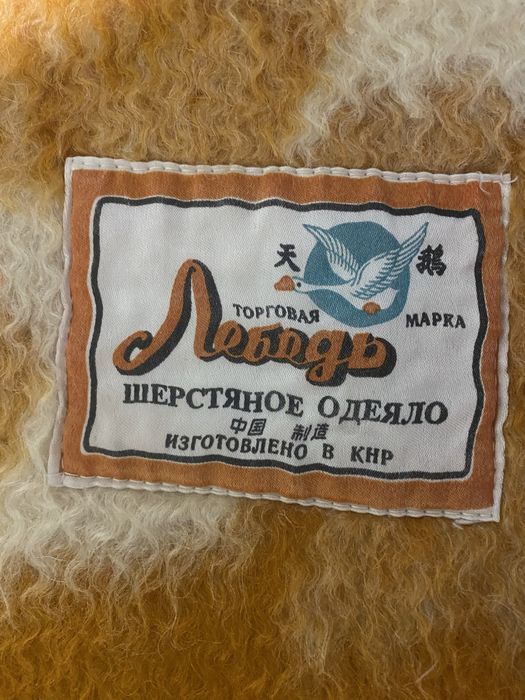 天 鵝
ТОРГОВАЯ МАРКА
Лебедь
ШЕРСТЯНОЕ ОДЕЯЛО
中国 制造
ИЗГОТОВЛЕНО В КНР